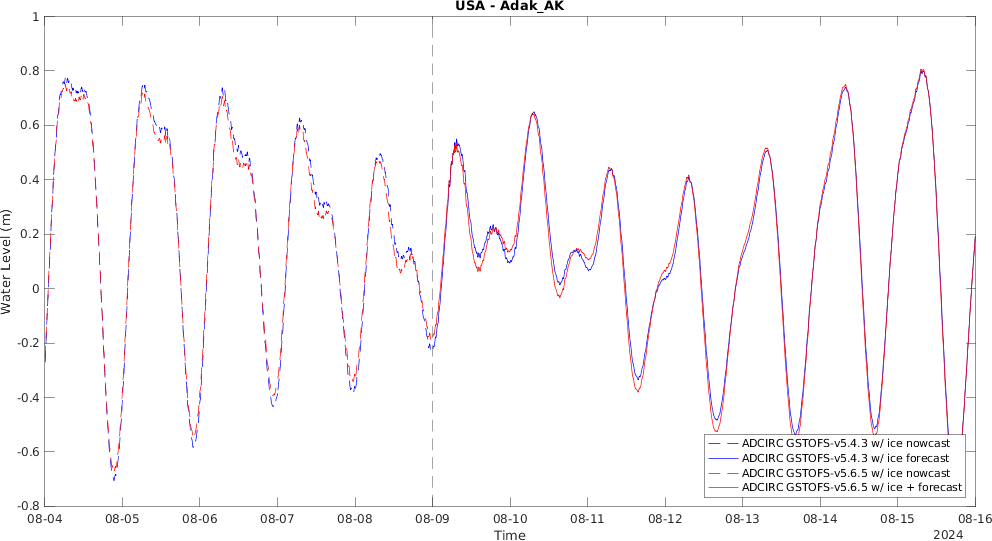 USA - Adak_AK
1
0.8
0.6
0.4
0.2
0
-0.2
-0.4
-0.6
-0.8
Water Level (m)
08-04 08-05 08-06 08-07 08-08 08-09 08-10 08-11 08-12 08-13 08-14 08-15 08-16
Time
2024
ADCIRC GSTOFS-v5.4.3 w/ ice nowcast
ADCIRC GSTOFS-v5.4.3 w/ ice forecast
ADCIRC GSTOFS-v5.6.5 w/ ice nowcast
ADCIRC GSTOFS-v5.6.5 w/ ice + forecast